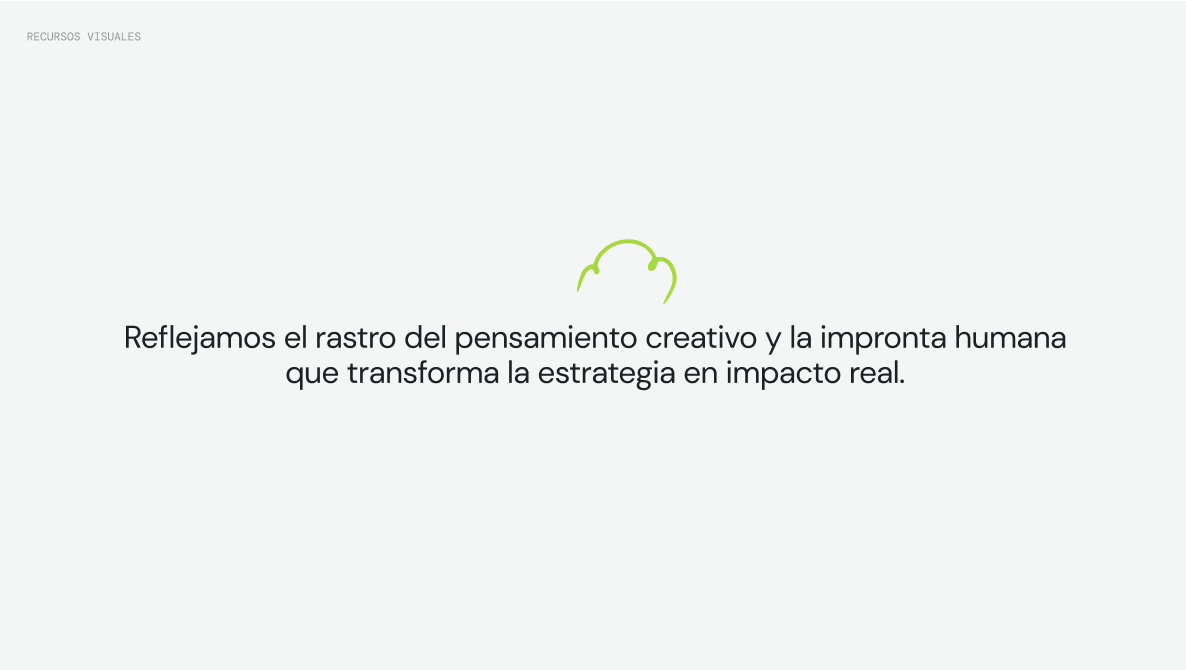 RECURSOS VISUALES
Reflejamos el rastro del pensamiento creativo y la impronta humana
que transforma la estrategia en impacto real.